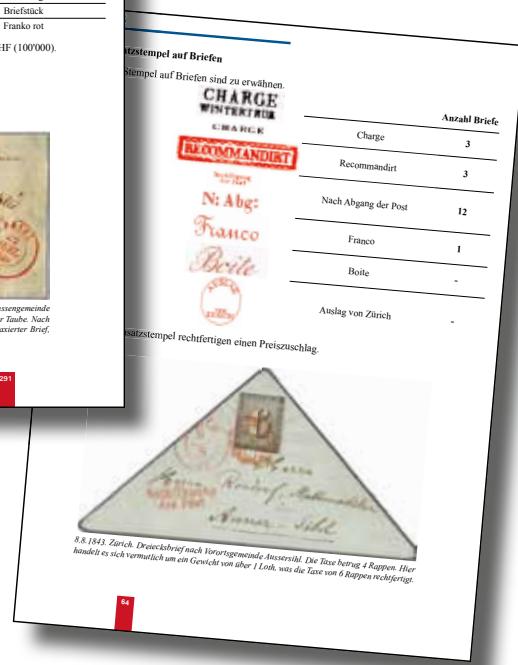 Briefstück
Franko rot
HF (100'000).
ssengemeinde
r Taube. Nach
axierter Brief,
291
tzstempel auf Briefen
Stempel auf Briefen sind zu erwähnen.
Anzahl Briefe
CHARGE
WINTERTHUR
CHARGE
Charge 3
RECOMMANDIRT
Recommandirt 3
N: Abg:
Nach Abgang der Post 12
Franco
Franco 1
Boite
Boite -
AUSLAG
Auslag von Zürich -
satzstempel rechtfertigen einen Preiszuschlag.
8.8.1843. Zürich. Dreiecksbrief nach Vorortsgemeinde Aussersihl. Die Taxe betrug 4 Rappen. Hier
handelt es sich vermutlich um ein Gewicht von über 1 Loth, was die Taxe von 6 Rappen rechtfertigt.
64